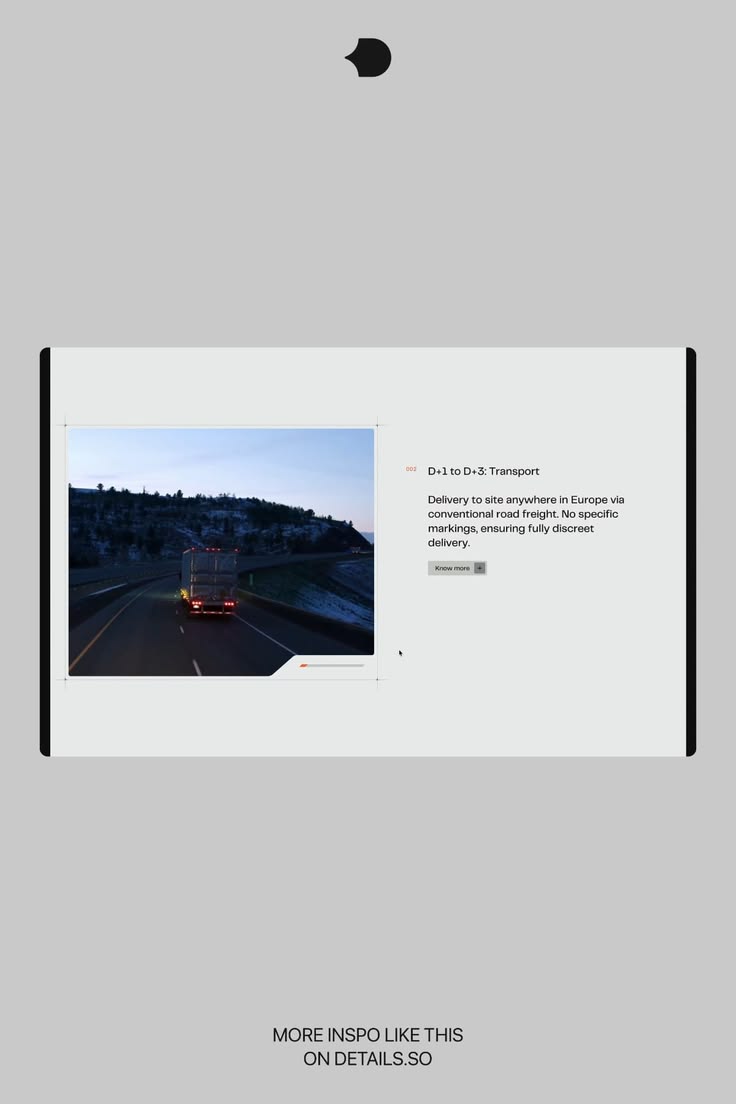 002
D+1 to D+3: Transport
Delivery to site anywhere in Europe via
conventional road freight. No specific
markings, ensuring fully discreet
delivery.
Know more +
MORE INSPO LIKE THIS
ON DETAILS.SO